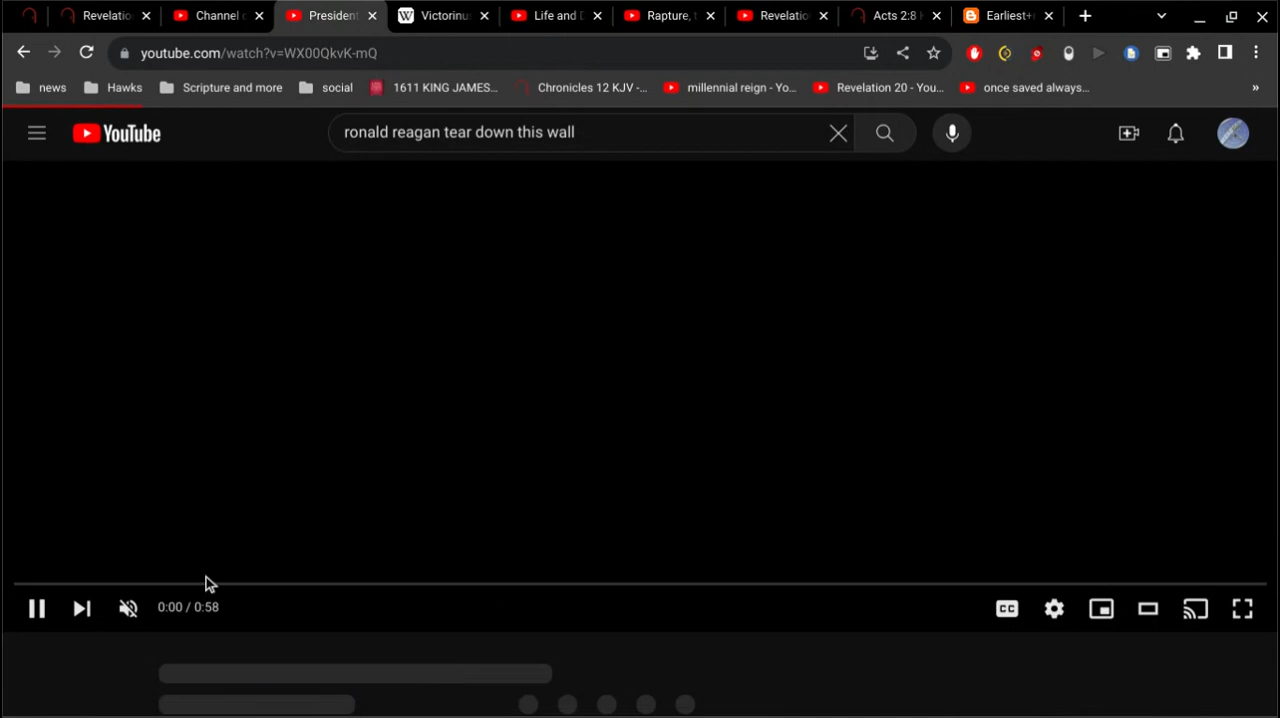 Revelatio
Channel
President
Victorinus
Life and
Rapture,
Revelatio
Acts 2:8
Earliest+
youtube.com/watch?v=WX00QkvK-mQ
news
Hawks
Scripture and more
social
1611 KING JAMES...
Chronicles 12 KJV -...
millennial reign - Yo...
Revelation 20 - You...
once saved always...
»
YouTube
ronald reagan tear down this wall
0:00 / 0:58
CC